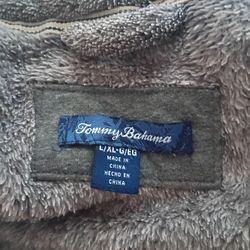 Tommy Bahama
L/XL-G/EG
MADE IN
CHINA
HECHO EN
CHINA